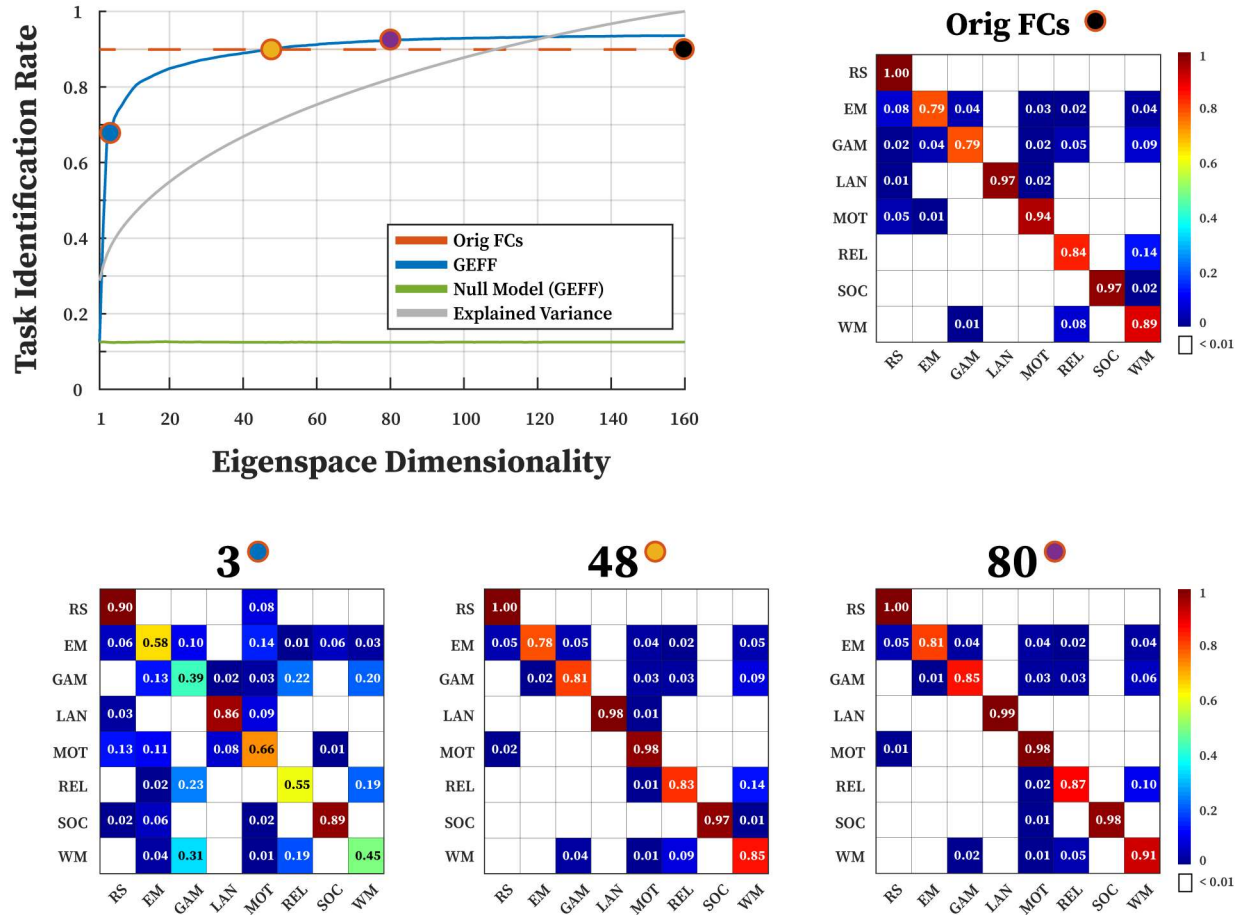 Task Identification Rate
1
0.8
0.6
0.4
0.2
0
1 20 40 60 80 100 120 140 160
Eigenspace Dimensionality
Orig FCs
GEFF
Null Model (GEFF)
Explained Variance
Orig FCs
RS 1.00
EM 0.08 0.79 0.04 0.03 0.02 0.04
GAM 0.02 0.04 0.79 0.02 0.05 0.09
LAN 0.01 0.97 0.02
MOT 0.05 0.01 0.94
REL 0.84 0.14
SOC 0.97 0.02
WM 0.01 0.08 0.89
RS EM GAM LAN MOT REL SOC WM
1
0.8
0.6
0.4
0.2
0
< 0.01
3
RS 0.90 0.08
EM 0.06 0.58 0.10 0.14 0.01 0.06 0.03
GAM 0.13 0.39 0.02 0.03 0.22 0.20
LAN 0.03 0.86 0.09
MOT 0.13 0.11 0.08 0.66 0.01
REL 0.02 0.23 0.55 0.19
SOC 0.02 0.06 0.02 0.89
WM 0.04 0.31 0.01 0.19 0.45
RS EM GAM LAN MOT REL SOC WM
48
RS 1.00
EM 0.05 0.78 0.05 0.04 0.02 0.05
GAM 0.02 0.81 0.03 0.03 0.09
LAN 0.98 0.01
MOT 0.02 0.98
REL 0.01 0.83 0.14
SOC 0.97 0.01
WM 0.04 0.01 0.09 0.85
RS EM GAM LAN MOT REL SOC WM
80
RS 1.00
EM 0.05 0.81 0.04 0.04 0.02 0.04
GAM 0.01 0.85 0.03 0.03 0.06
LAN 0.99
MOT 0.01 0.98
REL 0.02 0.87 0.10
SOC 0.01 0.98
WM 0.02 0.01 0.05 0.91
RS EM GAM LAN MOT REL SOC WM
1
0.8
0.6
0.4
0.2
0
< 0.01